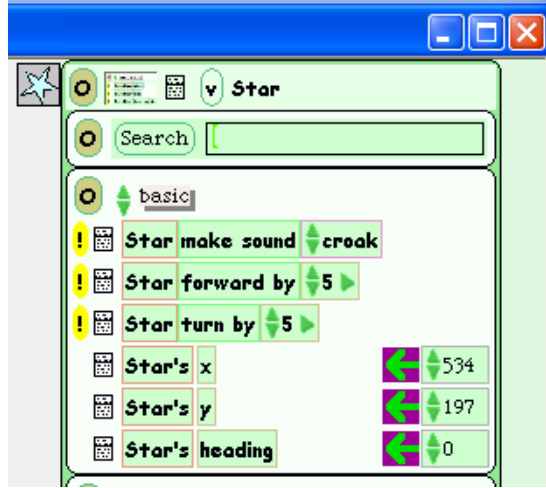 v Star
Search
basic
! Star make sound croak
! Star forward by 5
! Star turn by 5
Star's x 534
Star's y 197
Star's heading 0